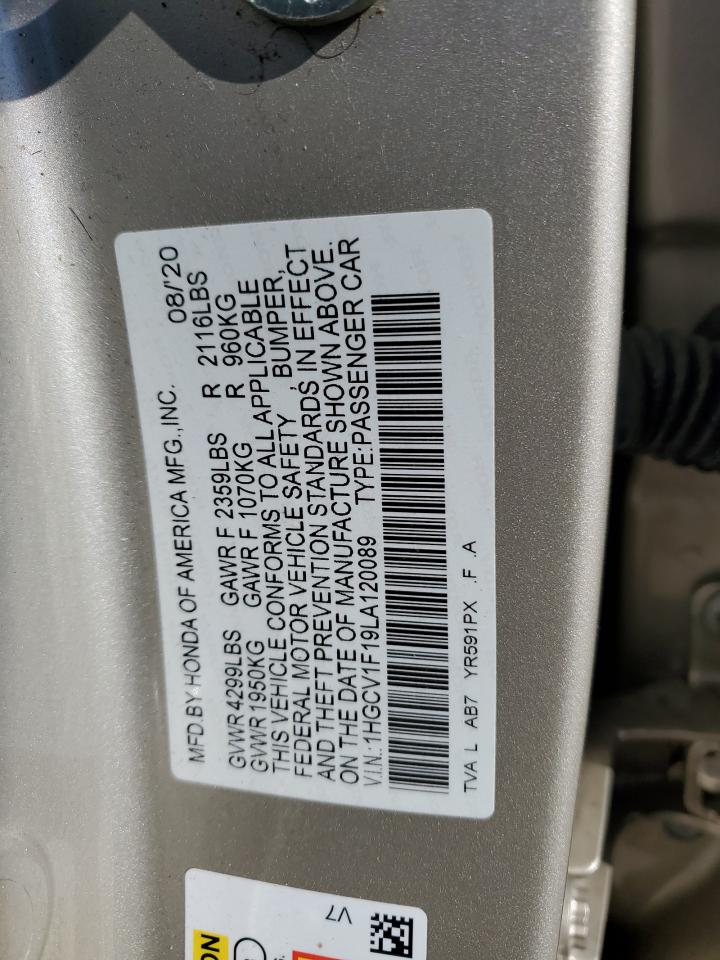 MFD.BY HONDA OF AMERICA MFG.,INC. 08/'20
GVWR 4299LBS GAWR F 2359LBS R 2116LBS
GVWR 1950KG GAWR F 1070KG R 960KG
THIS VEHICLE CONFORMS TO ALL APPLICABLE
FEDERAL MOTOR VEHICLE SAFETY , BUMPER,
AND THEFT PREVENTION STANDARDS IN EFFECT
ON THE DATE OF MANUFACTURE SHOWN ABOVE.
V.I.N.: 1HGCV1F19LA120089 TYPE:PASSENGER CAR
TVA L AB7 YR591PX .F .A
V7
ON